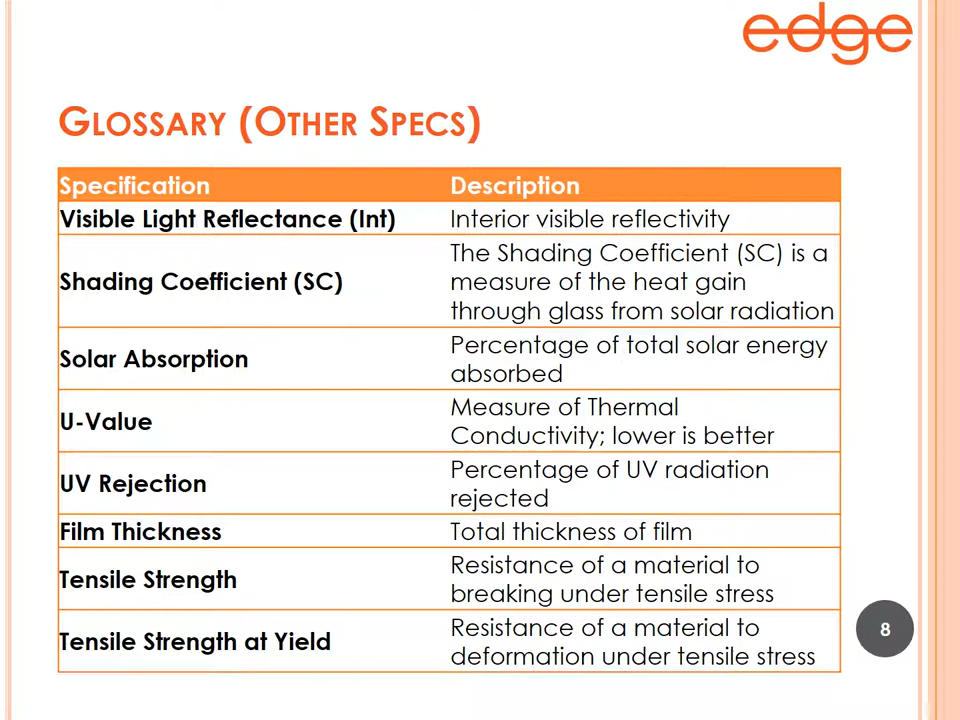 edge
Glossary (Other Specs)
Specification Description
Visible Light Reflectance (Int) Interior visible reflectivity
Shading Coefficient (SC) The Shading Coefficient (SC) is a
measure of the heat gain
through glass from solar radiation
Solar Absorption Percentage of total solar energy
absorbed
U-Value Measure of Thermal
Conductivity; lower is better
UV Rejection Percentage of UV radiation
rejected
Film Thickness Total thickness of film
Tensile Strength Resistance of a material to
breaking under tensile stress
Tensile Strength at Yield Resistance of a material to
deformation under tensile stress
8